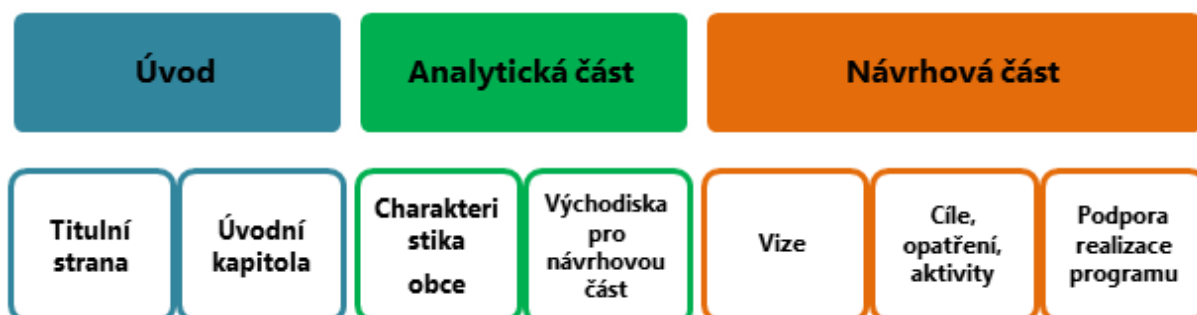 Úvod
Analytická část
Návrhová část
Titulní
strana
Úvodní
kapitola
Charakteri
stika
obce
Východiska
pro
návrhovou
část
Vize
Cíle,
opatření,
aktivity
Podpora
realizace
programu